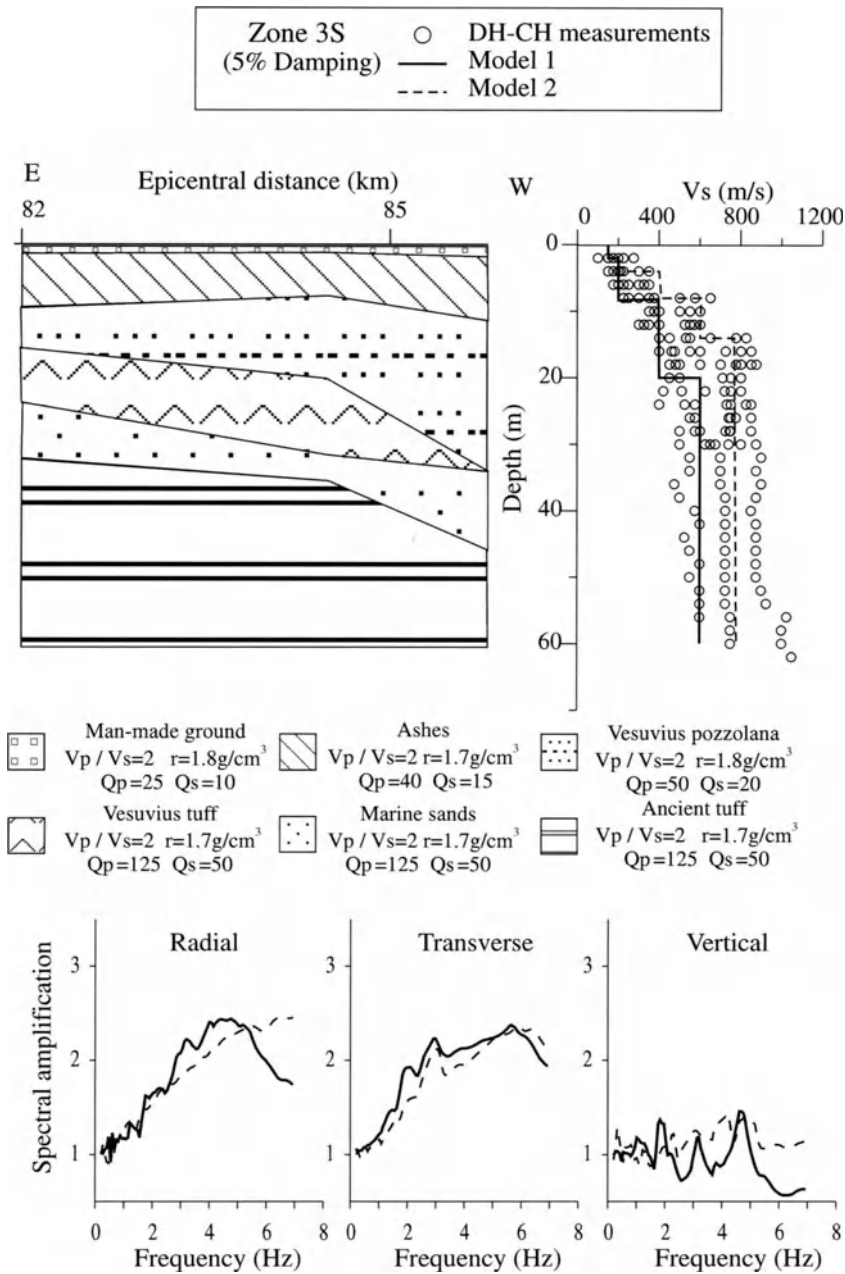 Zone 3S
(5% Damping)
DH-CH measurements
Model 1
Model 2
E
Epicentral distance (km)
W
82
85
Vs (m/s)
0 400 800 1200
0
20
40
60
Depth (m)
Man-made ground
Vp / Vs=2 r=1.8g/cm³
Qp=25 Qs=10
Ashes
Vp / Vs=2 r=1.7g/cm³
Qp=40 Qs=15
Vesuvius pozzolana
Vp / Vs=2 r=1.8g/cm³
Qp=50 Qs=20
Vesuvius tuff
Vp / Vs=2 r=1.7g/cm³
Qp=125 Qs=50
Marine sands
Vp / Vs=2 r=1.7g/cm³
Qp=125 Qs=50
Ancient tuff
Vp / Vs=2 r=1.7g/cm³
Qp=125 Qs=50
Spectral amplification
Radial
3
2
1
0 2 4 6 8
Frequency (Hz)
Transverse
3
2
1
0 2 4 6 8
Frequency (Hz)
Vertical
3
2
1
0 2 4 6 8
Frequency (Hz)